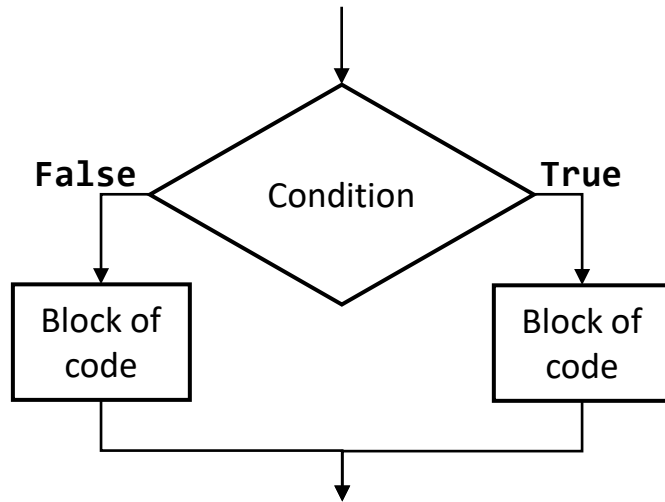 False
Condition
True
Block of
code
Block of
code